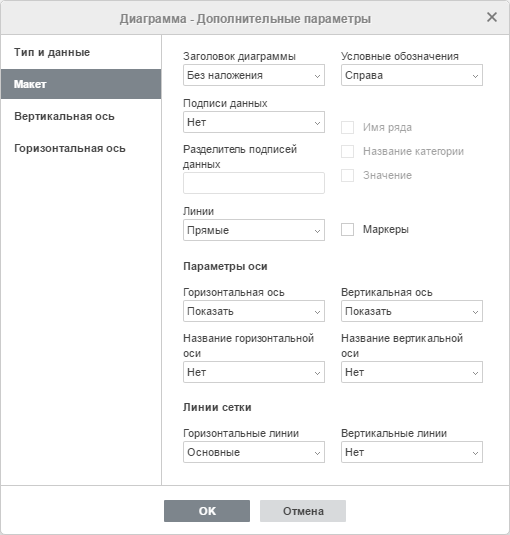 Диаграмма - Дополнительные параметры
Тип и данные
Макет
Вертикальная ось
Горизонтальная ось
Заголовок диаграммы
Без наложения
Условные обозначения
Справа
Подписи данных
Нет
Имя ряда
Название категории
Значение
Разделитель подписей
данных
Линии
Прямые
Маркеры
Параметры оси
Горизонтальная ось
Показать
Вертикальная ось
Показать
Название горизонтальной
оси
Нет
Название вертикальной
оси
Нет
Линии сетки
Горизонтальные линии
Основные
Вертикальные линии
Нет
OK
Отмена